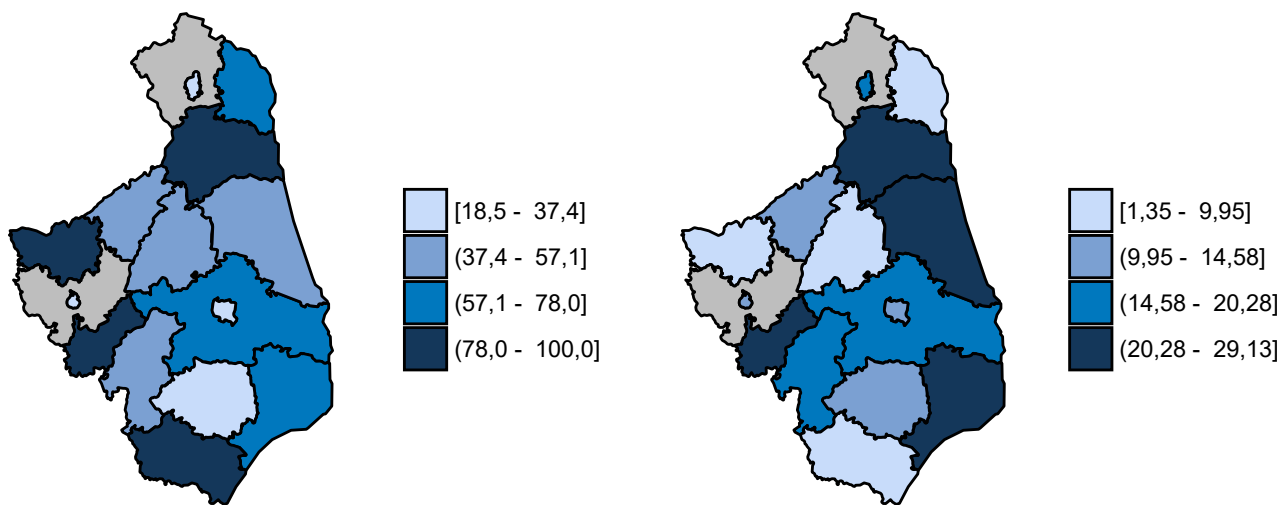 [18,5 - 37,4]
(37,4 - 57,1]
(57,1 - 78,0]
(78,0 - 100,0]
[1,35 - 9,95]
(9,95 - 14,58]
(14,58 - 20,28]
(20,28 - 29,13]